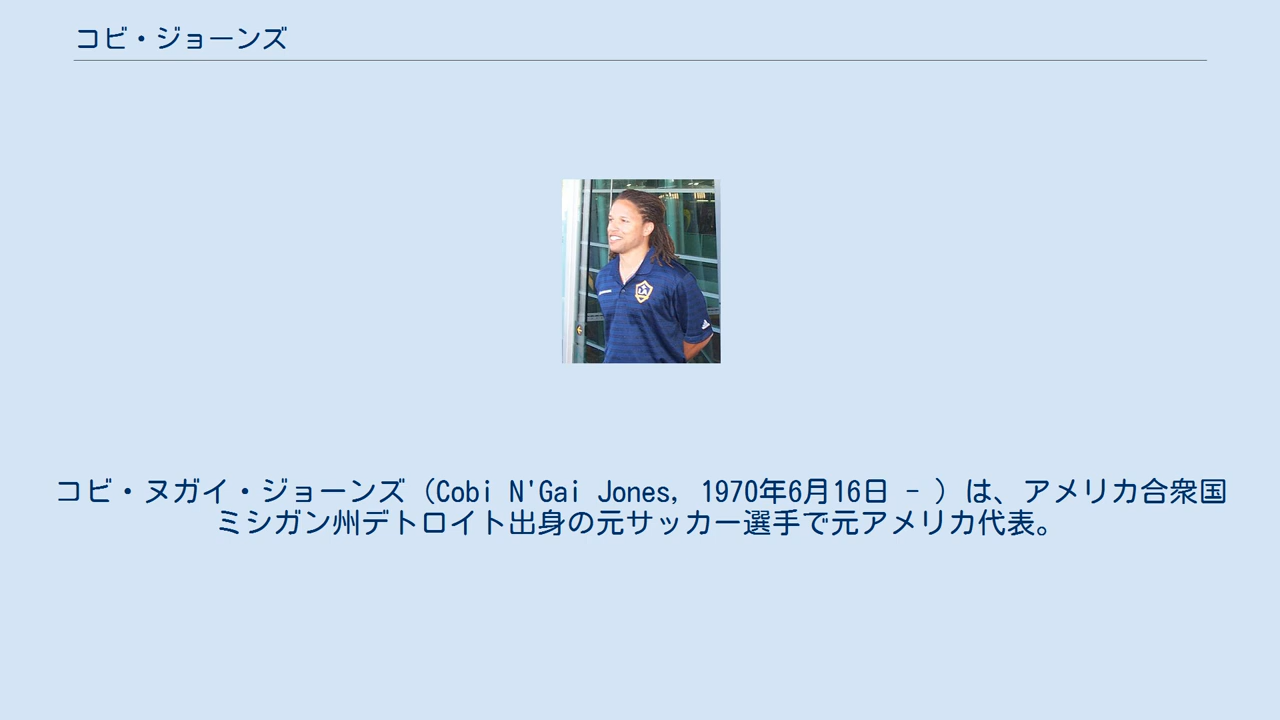 コビ・ジョーンズ
コビ・ヌガイ・ジョーンズ（Cobi N'Gai Jones, 1970年6月16日 - ）は、アメリカ合衆国
ミシガン州デトロイト出身の元サッカー選手で元アメリカ代表。